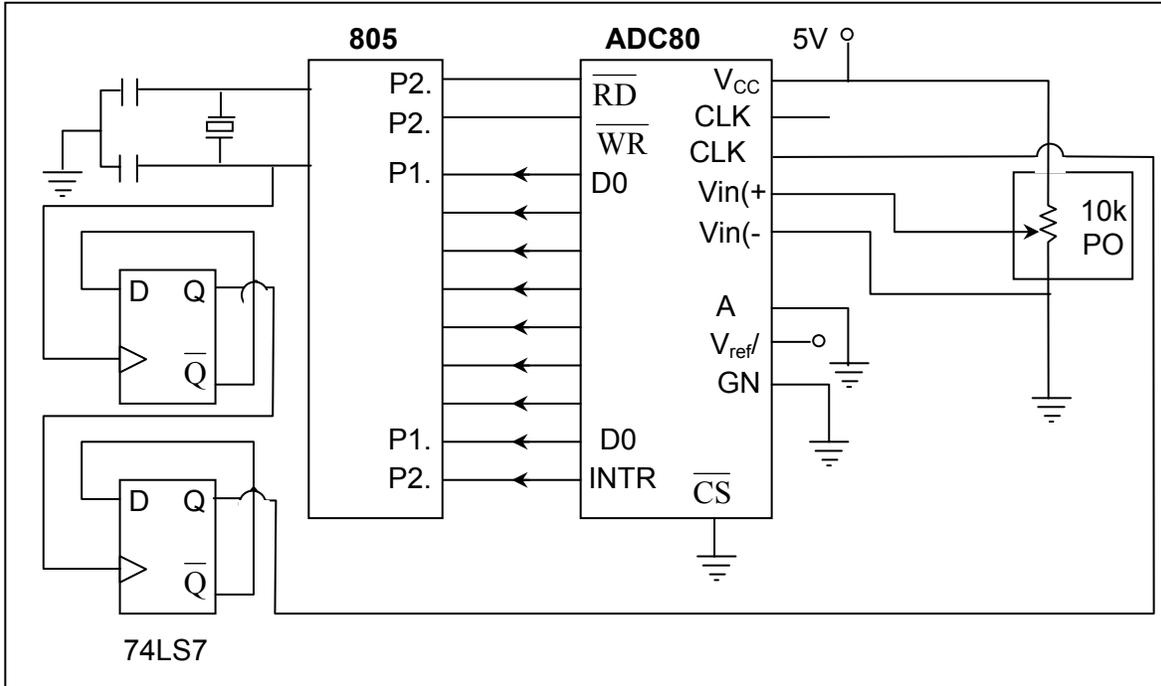 805
ADC80
5V
P2.
P2.
P1.
P1.
P2.
RD
WR
D0
D0
INTR
CS
VCC
CLK
CLK
Vin(+
Vin(-
A
Vref/
GN
10k
PO
D Q
Q
D Q
Q
74LS7